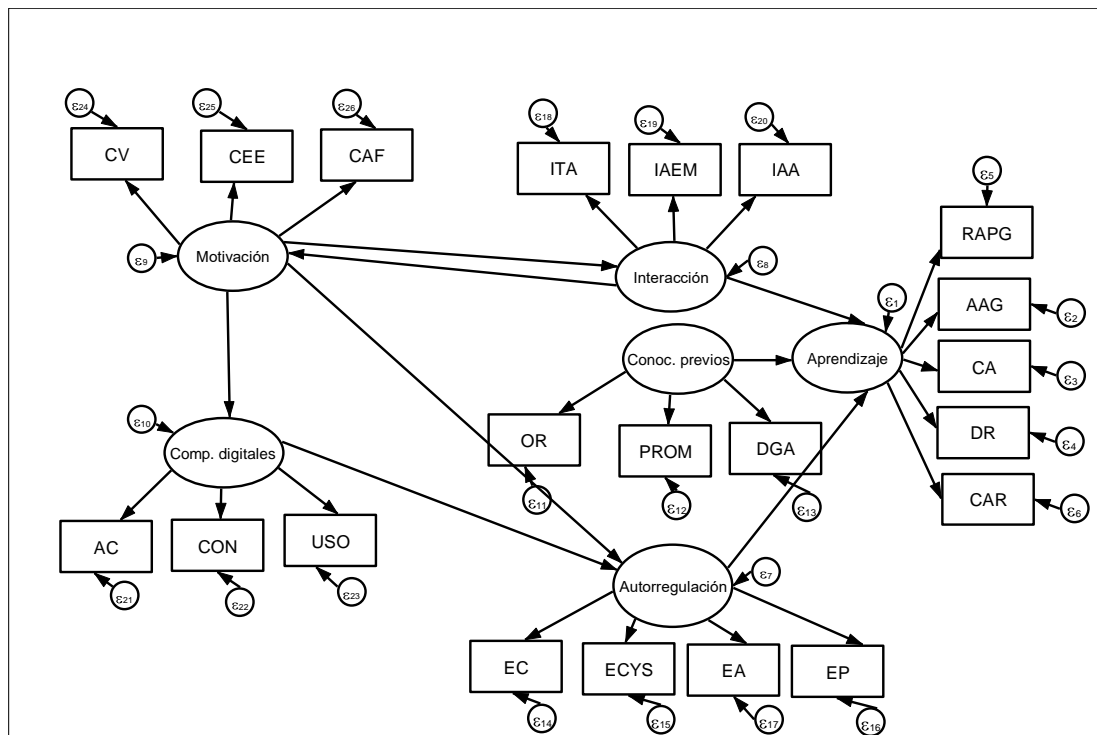 ε24
ε25
ε26
CV
CEE
CAF
ε18
ε19
ε20
ITA
IAEM
IAA
ε5
RAPG
ε9
Motivación
Interacción
ε8
ε1
AAG
ε2
Conoc. previos
Aprendizaje
CA
ε3
ε10
Comp. digitales
OR
PROM
DGA
DR
ε4
ε11
ε12
ε13
CAR
ε6
AC
CON
USO
ε21
ε22
ε23
Autorregulación
ε7
EC
ECYS
EA
EP
ε14
ε15
ε17
ε16